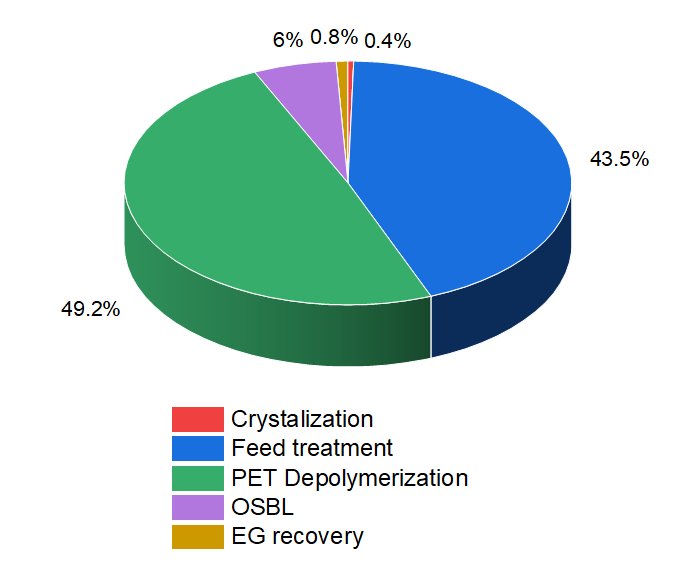 6% 0.8% 0.4%
43.5%
49.2%
Crystalization
Feed treatment
PET Depolymerization
OSBL
EG recovery